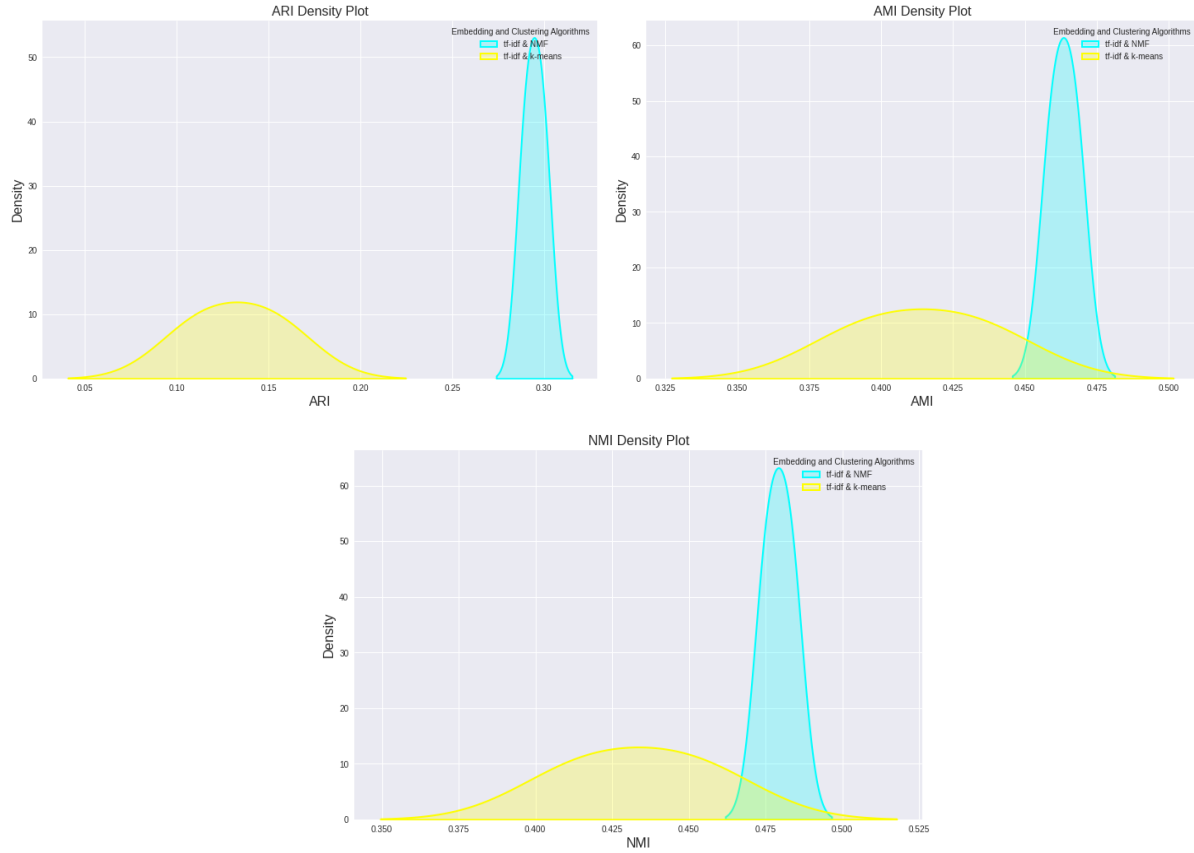 ARI Density Plot
Embedding and Clustering Algorithms
tf-idf & NMF
tf-idf & k-means
50
40
30
20
10
0
Density
0.05 0.10 0.15 0.20 0.25 0.30
ARI
AMI Density Plot
Embedding and Clustering Algorithms
tf-idf & NMF
tf-idf & k-means
60
50
40
30
20
10
0
Density
0.325 0.350 0.375 0.400 0.425 0.450 0.475 0.500
AMI
NMI Density Plot
Embedding and Clustering Algorithms
tf-idf & NMF
tf-idf & k-means
60
50
40
30
20
10
0
Density
0.350 0.375 0.400 0.425 0.450 0.475 0.500 0.525
NMI